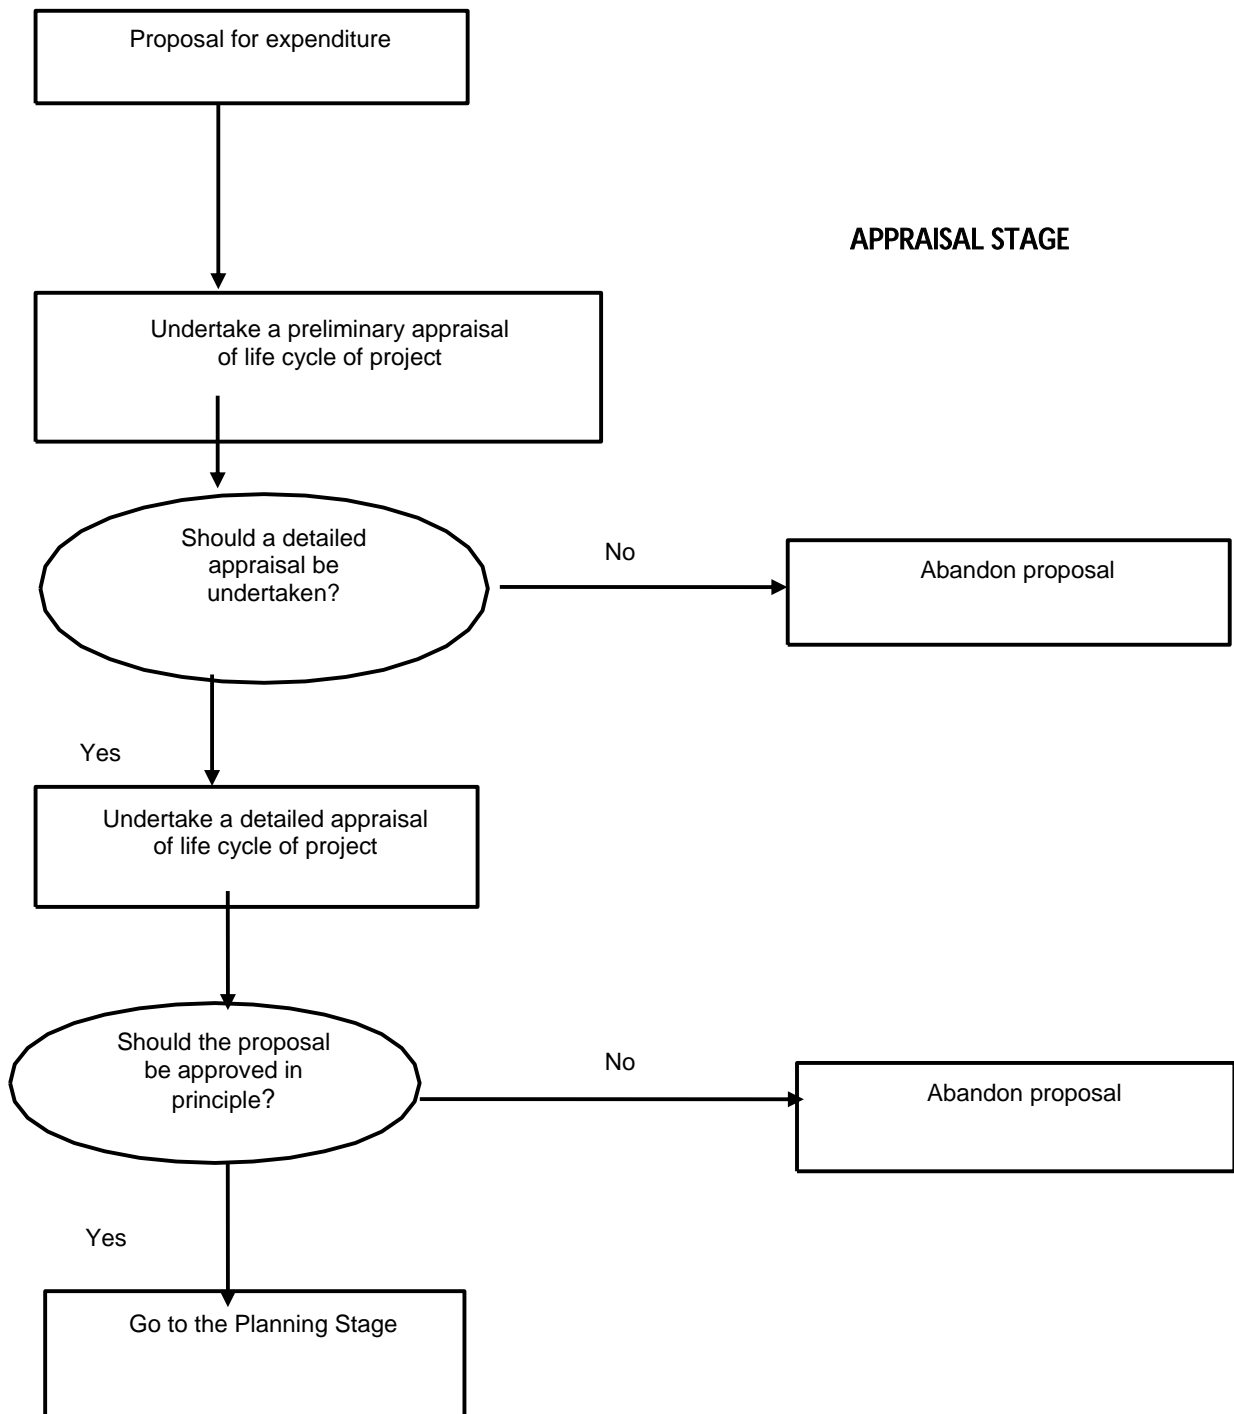 Proposal for expenditure
APPRAISAL STAGE
Undertake a preliminary appraisal
of life cycle of project
Should a detailed
appraisal be
undertaken?
No
Abandon proposal
Yes
Undertake a detailed appraisal
of life cycle of project
Should the proposal
be approved in
principle?
No
Abandon proposal
Yes
Go to the Planning Stage